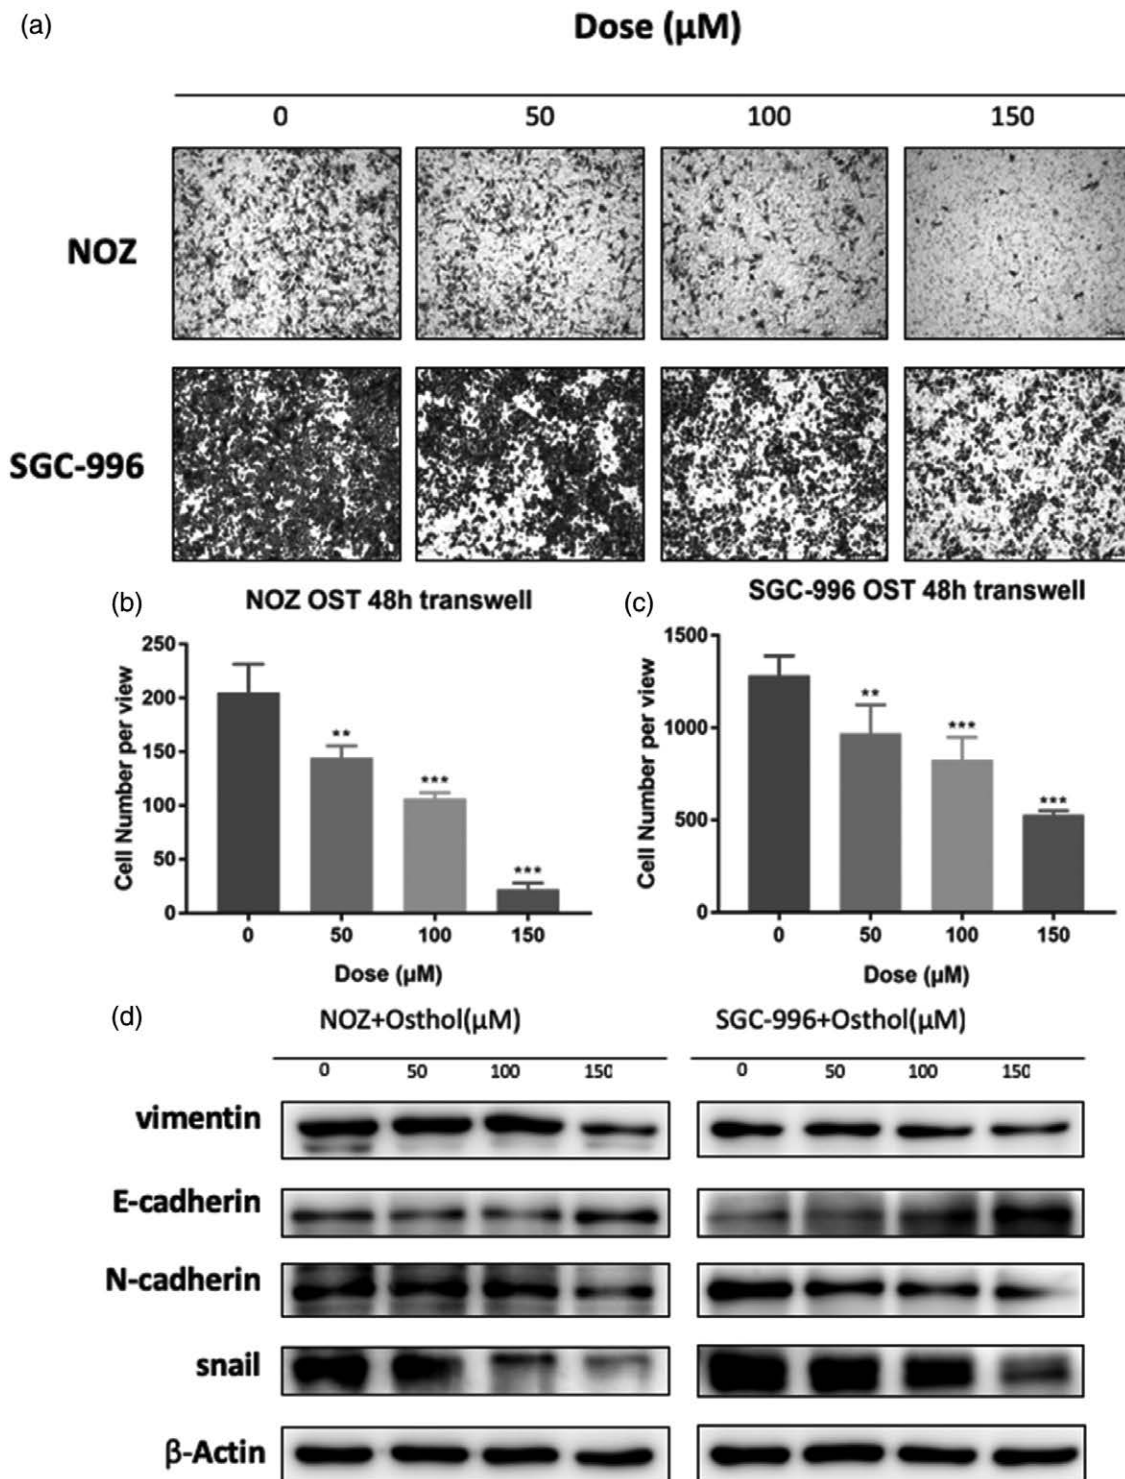 (a)
Dose (µM)
0 50 100 150
NOZ
SGC-996
(b) NOZ OST 48h transwell
Cell Number per view
250
200
150
100
50
0
**
***
***
0 50 100 150
Dose (µM)
(c) SGC-996 OST 48h transwell
Cell Number per view
1500
1000
500
0
**
***
***
0 50 100 150
Dose (µM)
(d)
NOZ+Osthol(µM) SGC-996+Osthol(µM)
0 50 100 150 0 50 100 150
vimentin
E-cadherin
N-cadherin
snail
β-Actin